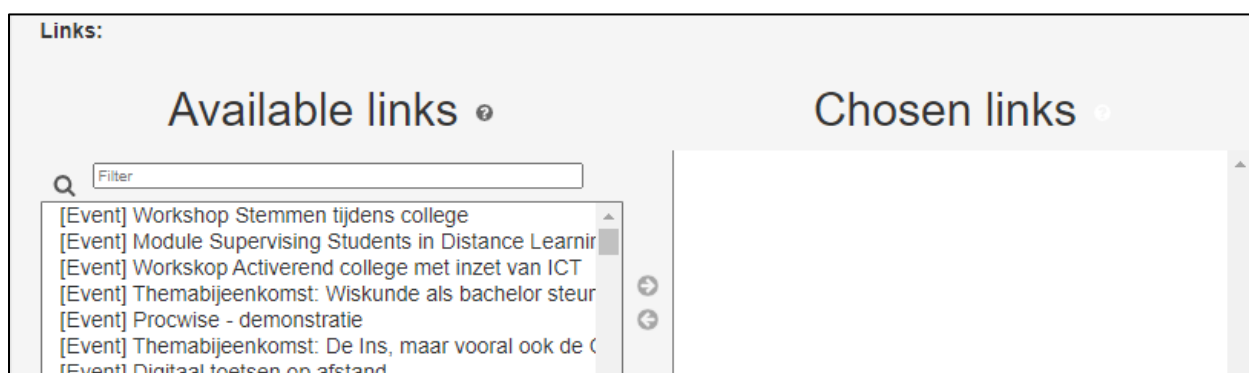 Links:
Available links
Chosen links
Filter
[Event] Workshop Stemmen tijdens college
[Event] Module Supervising Students in Distance Learnin
[Event] Workskop Activerend college met inzet van ICT
[Event] Themabijeenkomst: Wiskunde als bachelor steun
[Event] Procwise - demonstratie
[Event] Themabijeenkomst: De Ins, maar vooral ook de
[Event] Digitaal toetsen op afstand